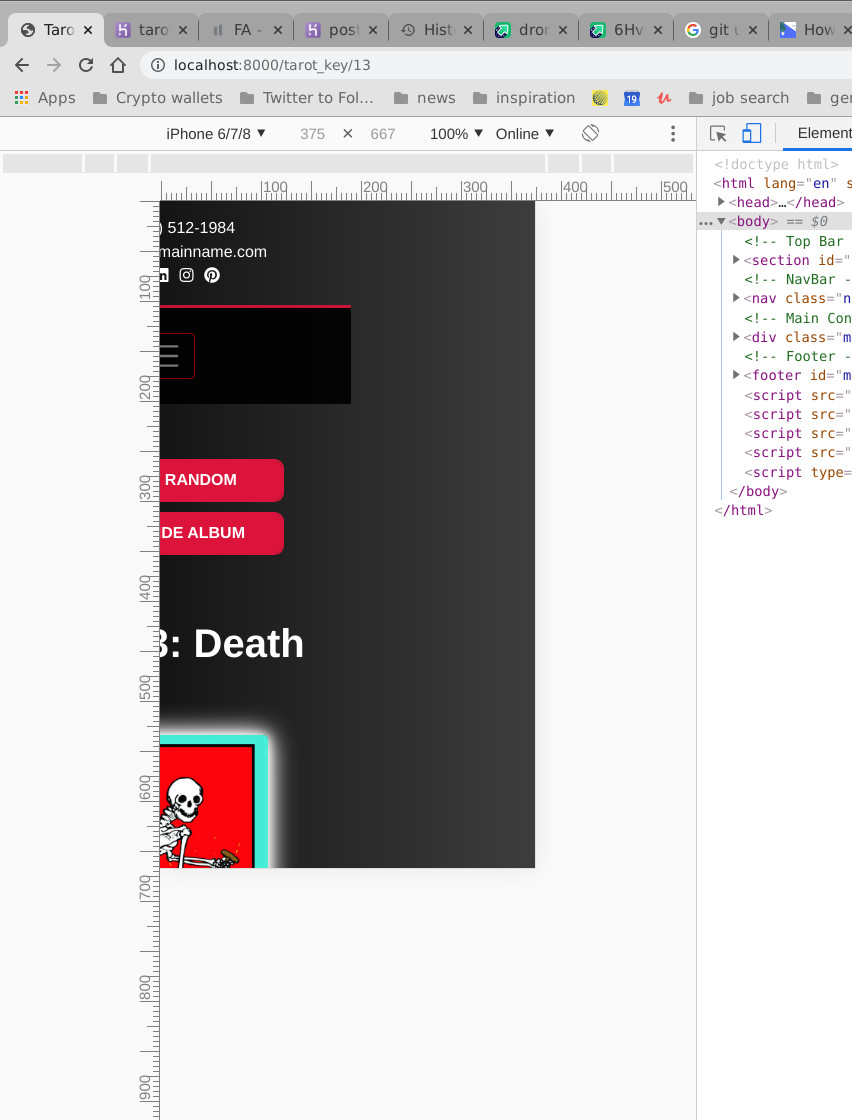 Taro
taro
FA -
post
Hist
dror
6Hv
git u
How
localhost:8000/tarot_key/13
Apps
Crypto wallets
Twitter to Fol…
news
inspiration
19
job search
ger
iPhone 6/7/8 ▼
375 × 667
100% ▼
Online ▼
Element
<!doctype html>
<html lang="en" s
<head>…</head>
<body> == $0
<!-- Top Bar
<section id="
<!-- NavBar -
<nav class="n
<!-- Main Con
<div class="m
<!-- Footer -
<footer id="m
<script src="
<script src="
<script src="
<script src="
<script type=
</body>
</html>
100 200 300 400 500
) 512-1984
mainname.com
RANDOM
DE ALBUM
3: Death
100
200
300
400
500
600
700
800
900